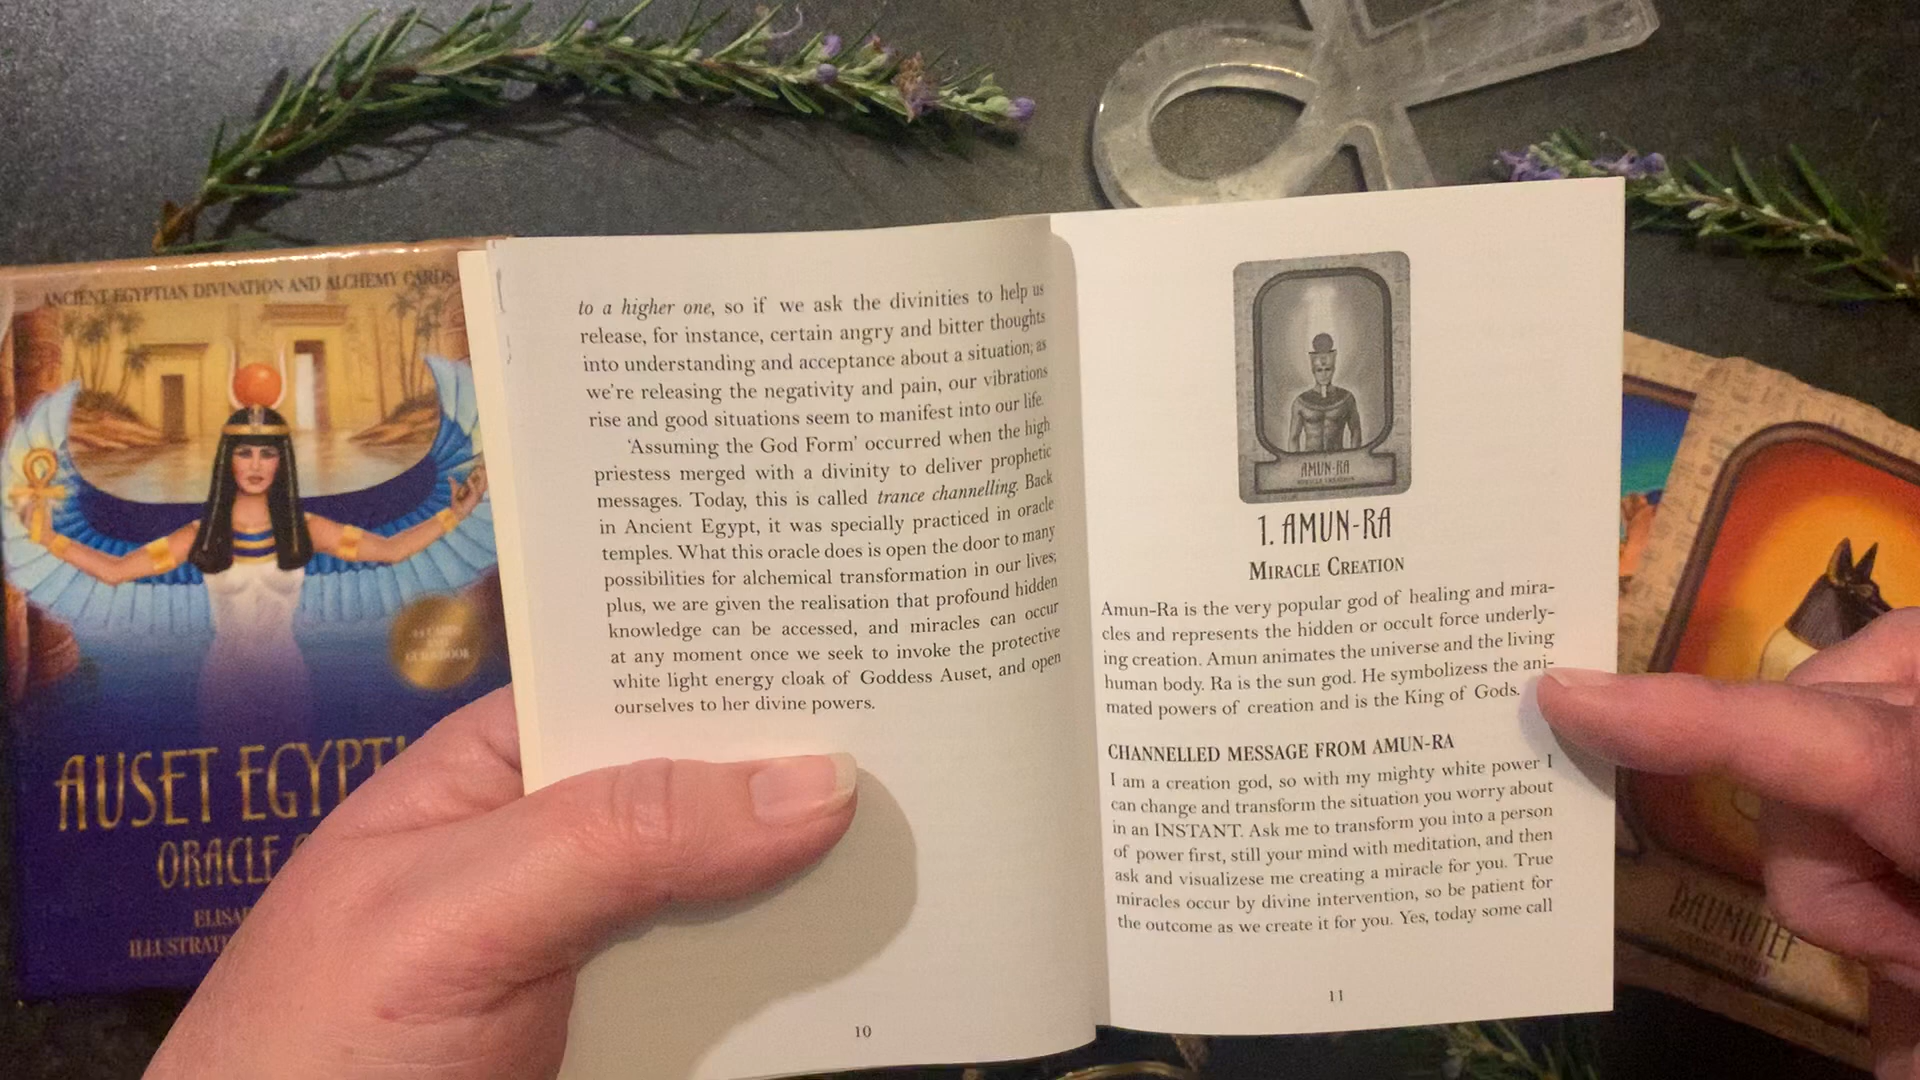 ANCIENT EGYPTIAN DIVINATION AND ALCHEMY CARDS
AUSET EGYPTI
ORACLE
ELISA
ILLUSTRATI
to a higher one, so if we ask the divinities to help us
release, for instance, certain angry and bitter thoughts
into understanding and acceptance about a situation; as
we're releasing the negativity and pain, our vibrations
rise and good situations seem to manifest into our life.
'Assuming the God Form' occurred when the high
priestess merged with a divinity to deliver prophetic
messages. Today, this is called trance channelling. Back
in Ancient Egypt, it was specially practiced in oracle
temples. What this oracle does is open the door to many
possibilities for alchemical transformation in our lives;
plus, we are given the realisation that profound hidden
knowledge can be accessed, and miracles can occur
at any moment once we seek to invoke the protective
white light energy cloak of Goddess Auset, and open
ourselves to her divine powers.
10
AMUN-RA
MIRACLE CREATION
1. AMUN-RA
MIRACLE CREATION
Amun-Ra is the very popular god of healing and mira-
cles and represents the hidden or occult force underly-
ing creation. Amun animates the universe and the living
human body. Ra is the sun god. He symbolizess the ani-
mated powers of creation and is the King of Gods.
CHANNELLED MESSAGE FROM AMUN-RA
I am a creation god, so with my mighty white power I
can change and transform the situation you worry about
in an INSTANT. Ask me to transform you into a person
of power first, still your mind with meditation, and then
ask and visualizese me creating a miracle for you. True
miracles occur by divine intervention, so be patient for
the outcome as we create it for you. Yes, today some call
11